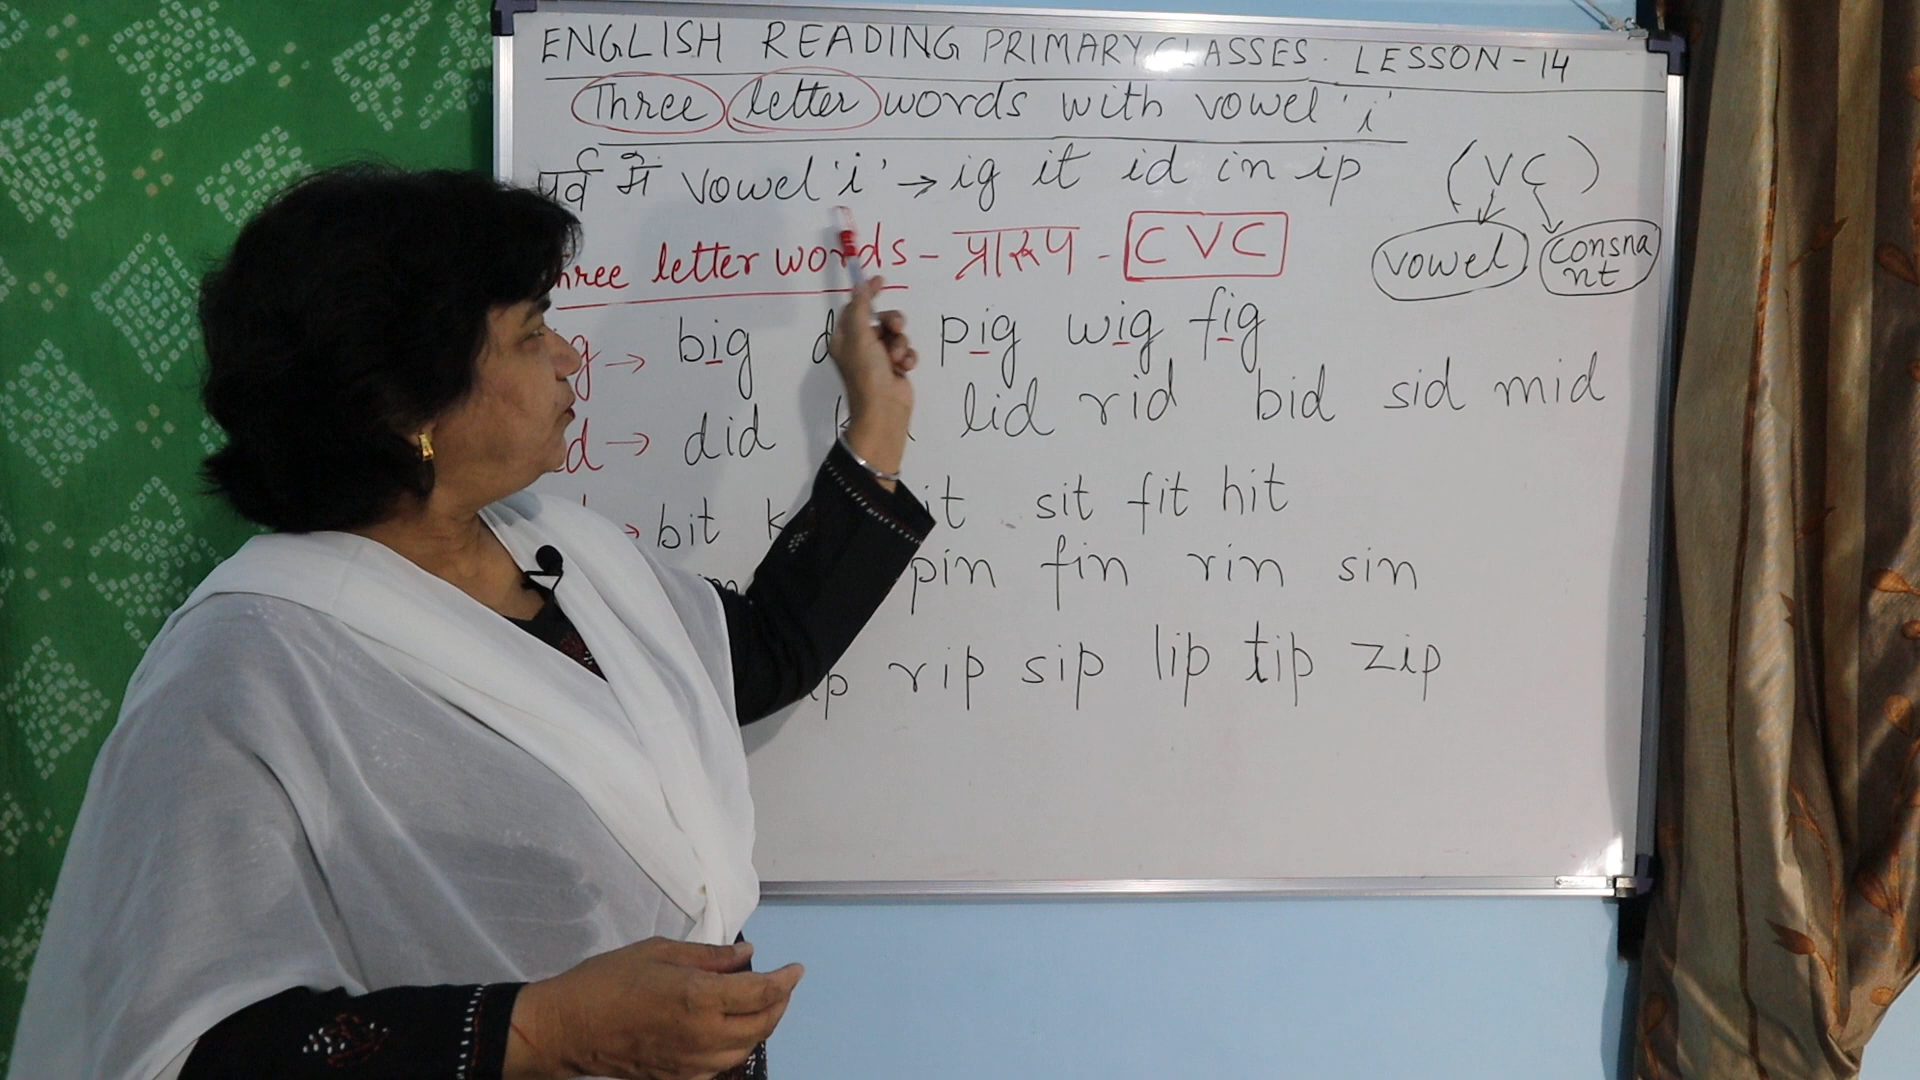 ENGLISH READING PRIMARY CLASSES. LESSON-14
Three letter words with vowel 'i'
पूर्व में vowel 'i' → ig it id in ip (VC)
vowel consnant
three letter words - प्रारूप - CVC
→ big pig wig fig
→ did lid rid bid sid mid
→ bit sit fit hit
pin fin rin sin
rip sip lip tip zip